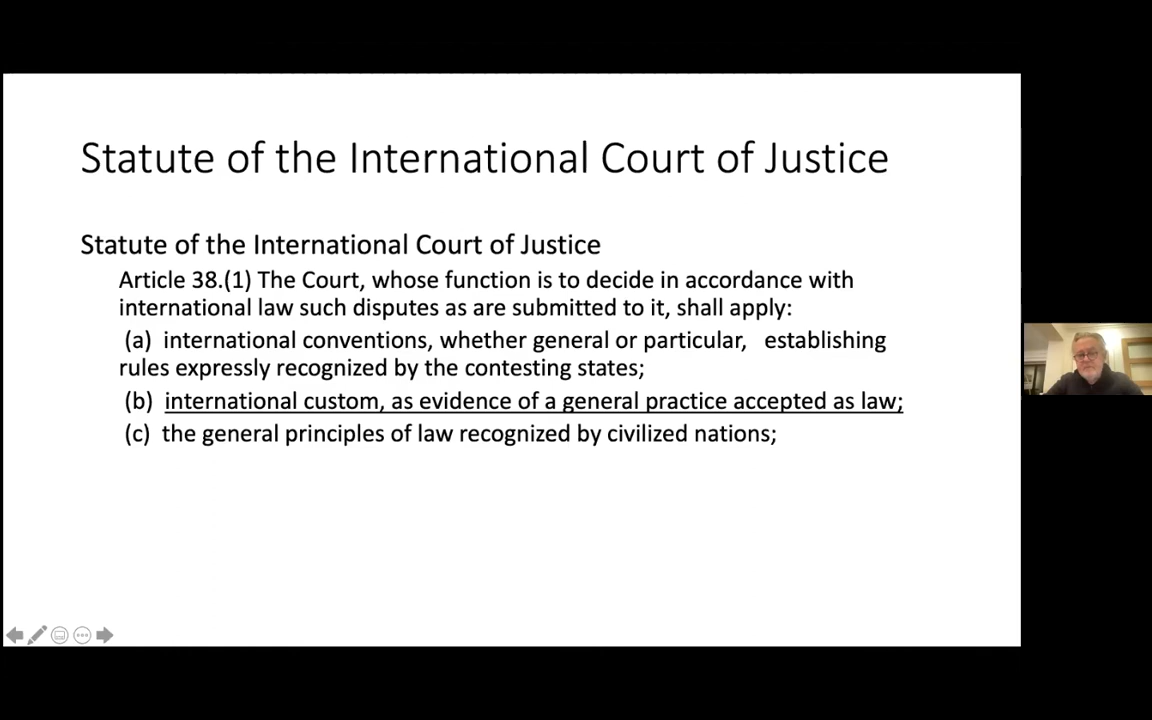 Statute of the International Court of Justice
Statute of the International Court of Justice
Article 38.(1) The Court, whose function is to decide in accordance with
international law such disputes as are submitted to it, shall apply:
(a) international conventions, whether general or particular, establishing
rules expressly recognized by the contesting states;
(b) international custom, as evidence of a general practice accepted as law;
(c) the general principles of law recognized by civilized nations;